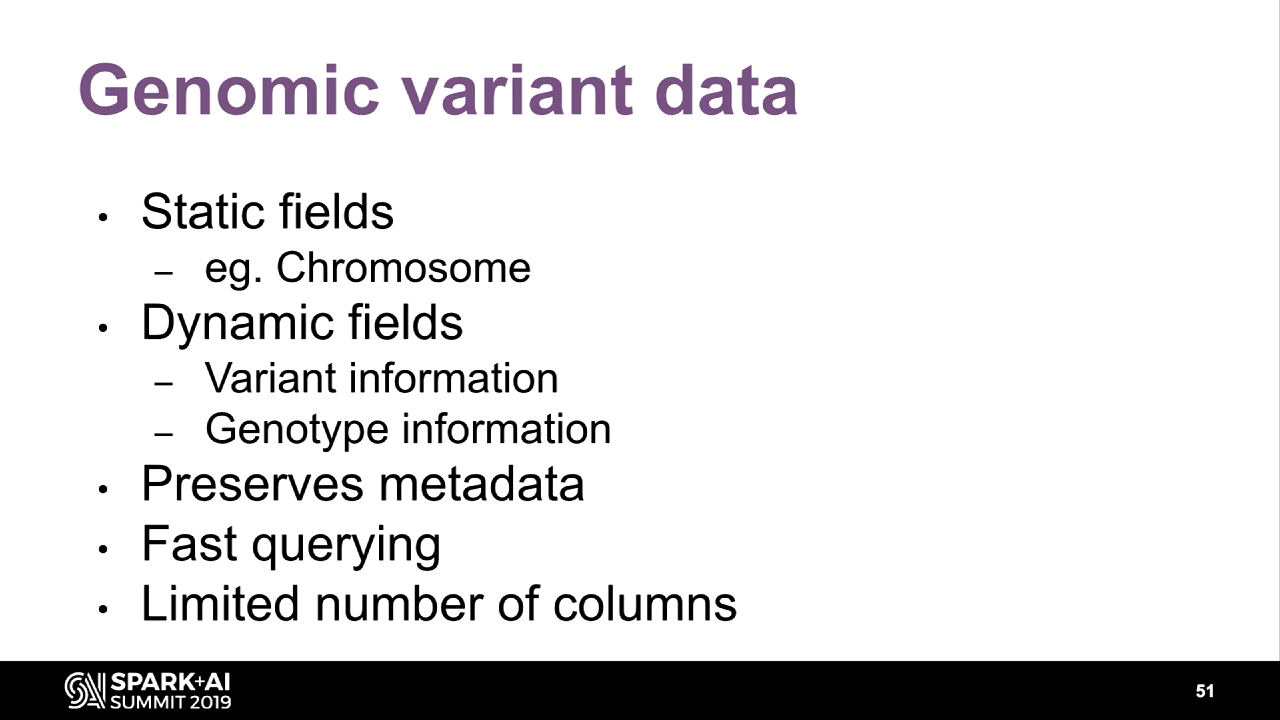 Genomic variant data
• Static fields
– eg. Chromosome
• Dynamic fields
– Variant information
– Genotype information
• Preserves metadata
• Fast querying
• Limited number of columns
SPARK+AI
SUMMIT 2019
51